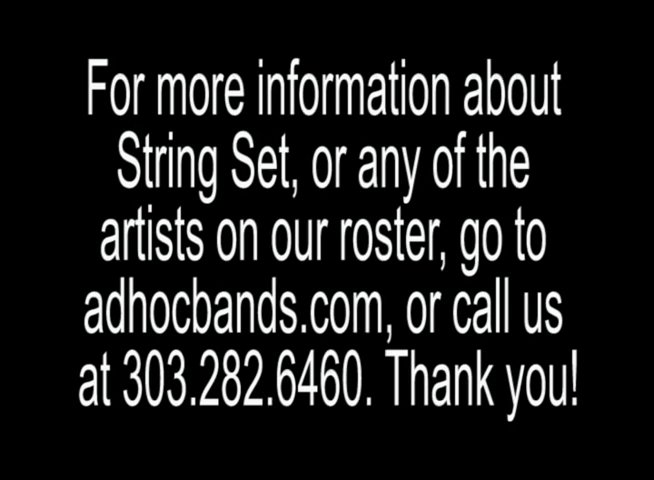 For more information about
String Set, or any of the
artists on our roster, go to
adhocbands.com, or call us
at 303.282.6460. Thank you!